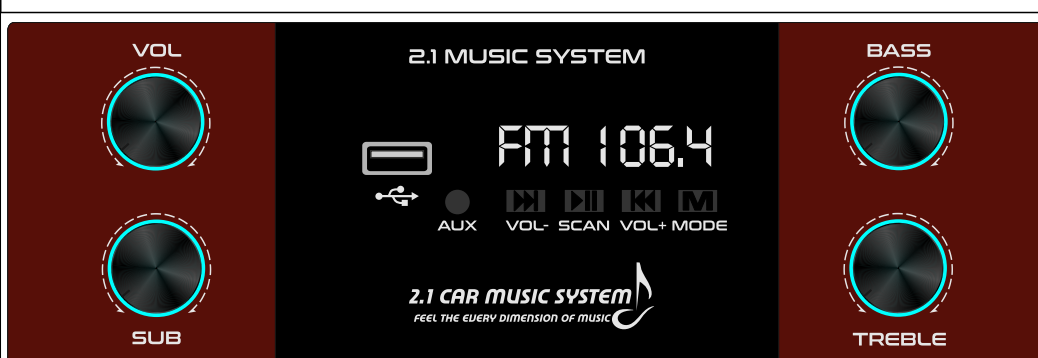 VOL
2.1 MUSIC SYSTEM
BASS
FM 106.4
M
AUX VOL- SCAN VOL+ MODE
2.1 CAR MUSIC SYSTEM
FEEL THE EVERY DIMENSION OF MUSIC
SUB
TREBLE